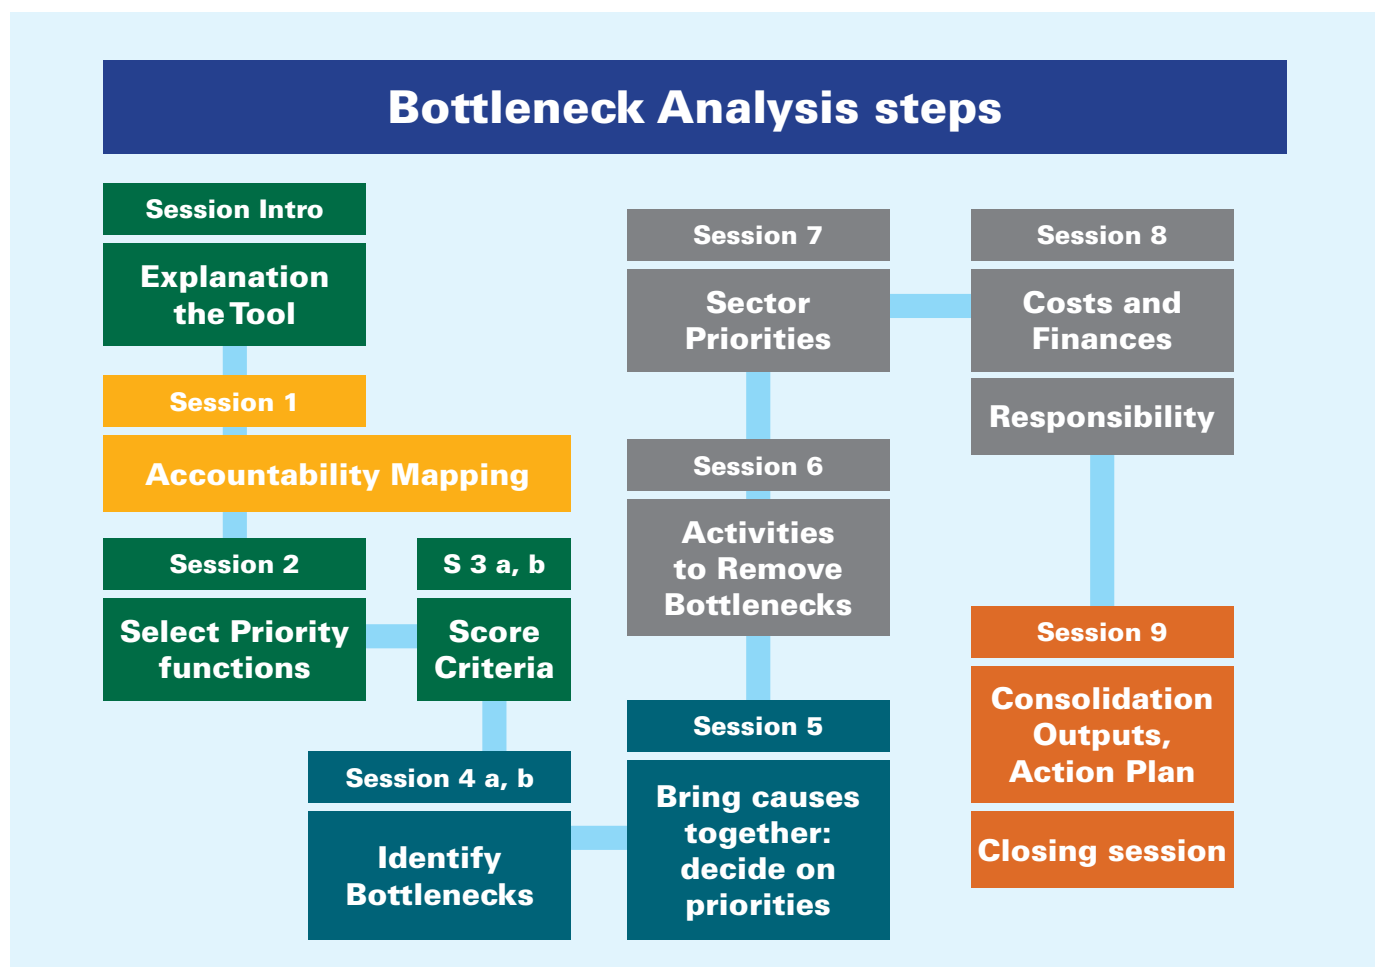 Bottleneck Analysis steps
Session Intro
Explanation
the Tool
Session 1
Accountability Mapping
Session 2
Select Priority
functions
S 3 a, b
Score
Criteria
Session 4 a, b
Identify
Bottlenecks
Session 5
Bring causes
together:
decide on
priorities
Session 6
Activities
to Remove
Bottlenecks
Session 7
Sector
Priorities
Session 8
Costs and
Finances
Responsibility
Session 9
Consolidation
Outputs,
Action Plan
Closing session